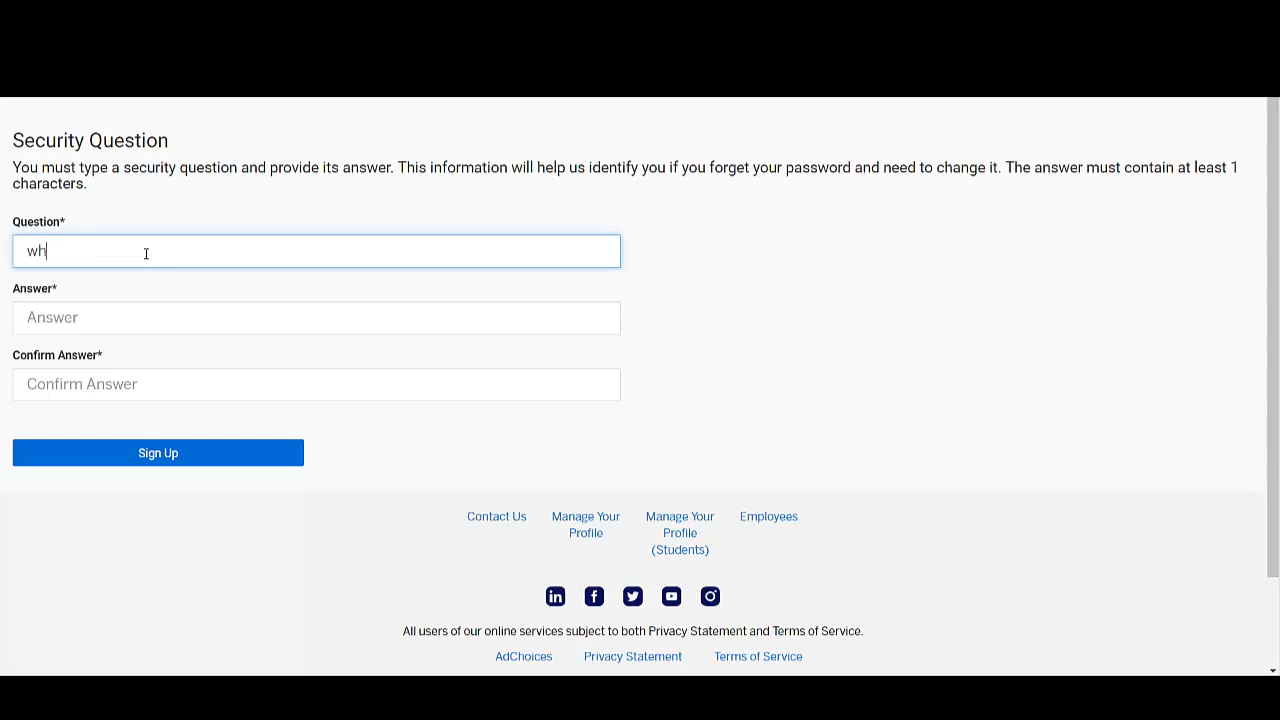 Security Question
You must type a security question and provide its answer. This information will help us identify you if you forget your password and need to change it. The answer must contain at least 1
characters.
Question*
wh
Answer*
Answer
Confirm Answer*
Confirm Answer
Sign Up
Contact Us
Manage Your
Profile
Manage Your
Profile
(Students)
Employees
All users of our online services subject to both Privacy Statement and Terms of Service.
AdChoices Privacy Statement Terms of Service